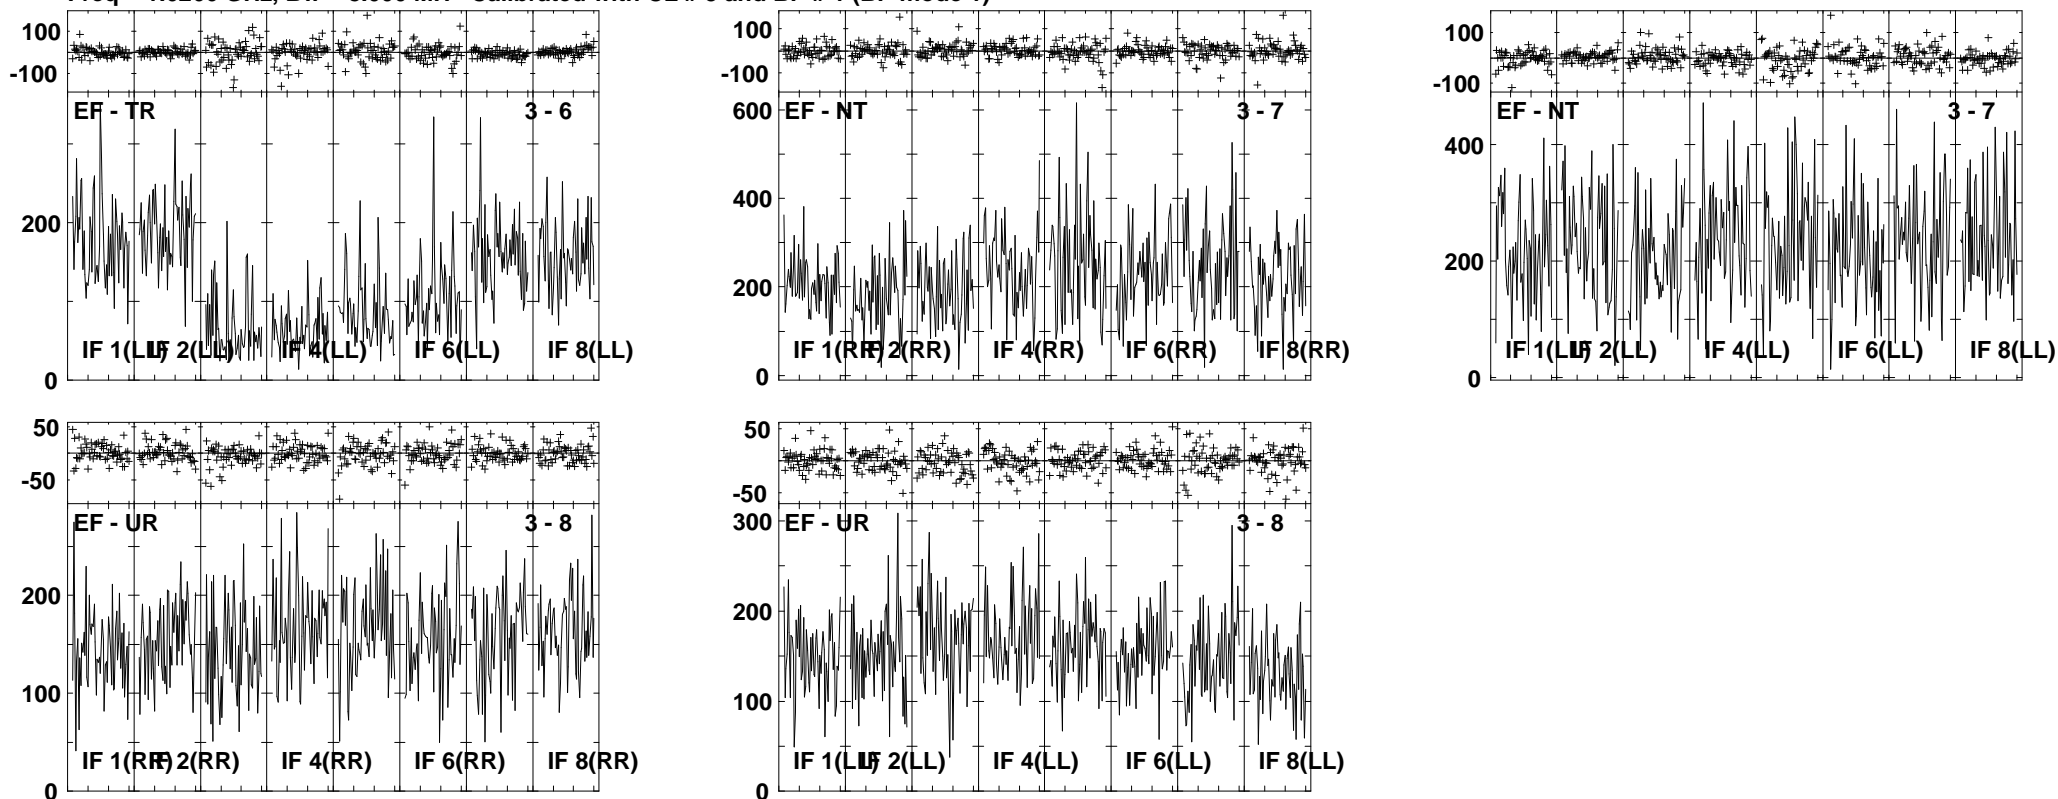 100
-100
EF - TR 3 - 6
200
IF 1(LL) IF 2(LL) IF 4(LL) IF 6(LL) IF 8(LL)
0
100
-100
EF - NT 3 - 7
600
400
200
IF 1(RR) IF 2(RR) IF 4(RR) IF 6(RR) IF 8(RR)
0
100
-100
EF - NT 3 - 7
400
200
IF 1(LL) IF 2(LL) IF 4(LL) IF 6(LL) IF 8(LL)
0
50
-50
EF - UR 3 - 8
200
100
IF 1(RR) IF 2(RR) IF 4(RR) IF 6(RR) IF 8(RR)
0
50
-50
EF - UR 3 - 8
300
200
100
IF 1(LL) IF 2(LL) IF 4(LL) IF 6(LL) IF 8(LL)
0